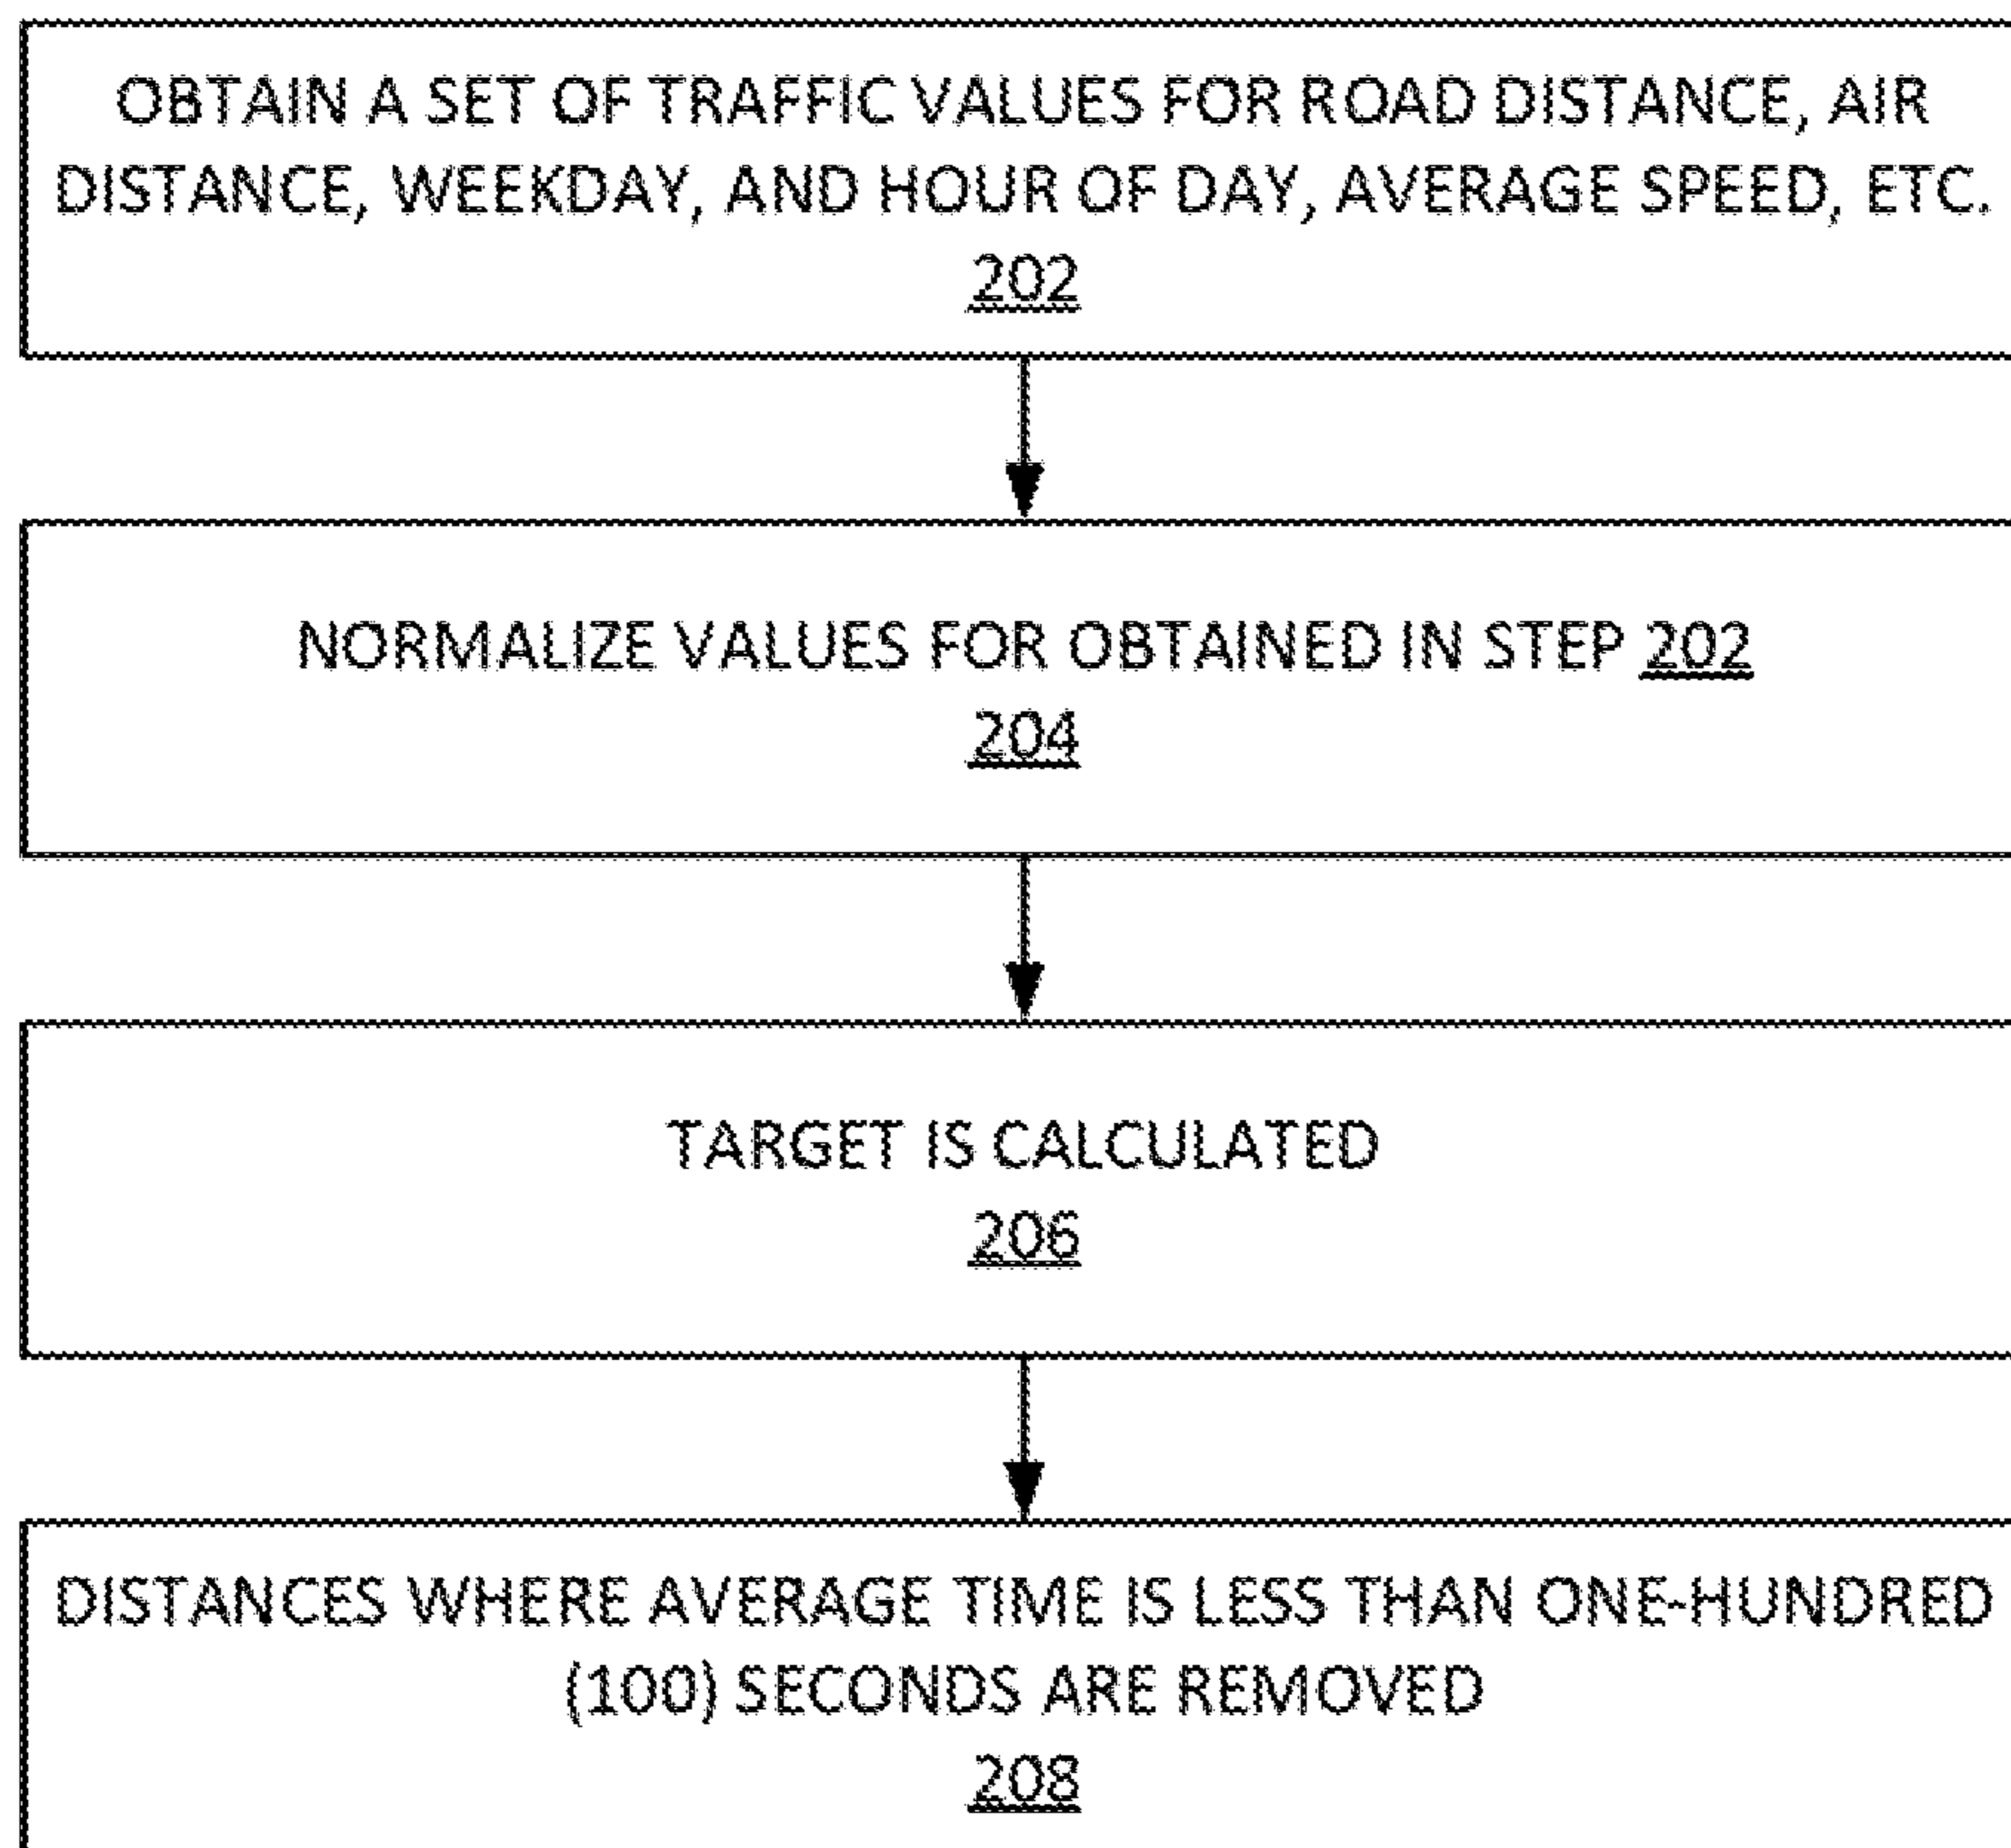 OBTAIN A SET OF TRAFFIC VALUES FOR ROAD DISTANCE, AIR
DISTANCE, WEEKDAY, AND HOUR OF DAY, AVERAGE SPEED, ETC.
202
NORMALIZE VALUES FOR OBTAINED IN STEP 202
204
TARGET IS CALCULATED
206
DISTANCES WHERE AVERAGE TIME IS LESS THAN ONE-HUNDRED
(100) SECONDS ARE REMOVED
208